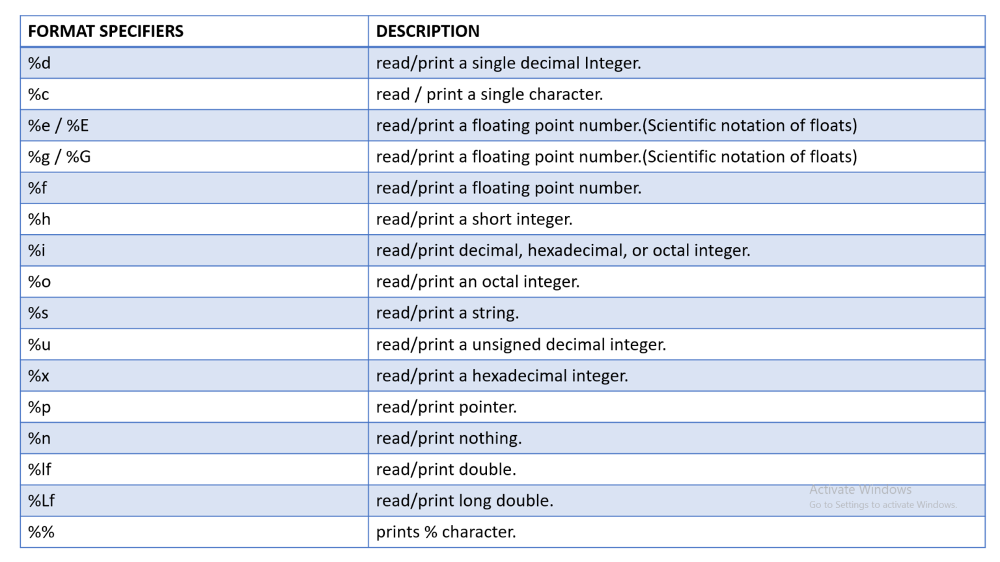 FORMAT SPECIFIERS DESCRIPTION
%d read/print a single decimal Integer.
%c read / print a single character.
%e / %E read/print a floating point number.(Scientific notation of floats)
%g / %G read/print a floating point number.(Scientific notation of floats)
%f read/print a floating point number.
%h read/print a short integer.
%i read/print decimal, hexadecimal, or octal integer.
%o read/print an octal integer.
%s read/print a string.
%u read/print a unsigned decimal integer.
%x read/print a hexadecimal integer.
%p read/print pointer.
%n read/print nothing.
%lf read/print double.
Activate Windows
%Lf read/print long double.
Go to Settings to activate Windows.
%% prints % character.